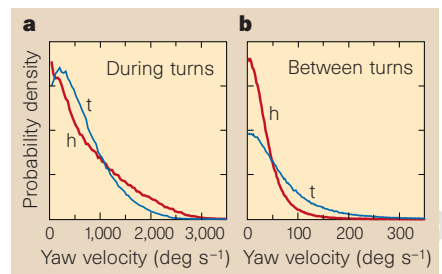 a
During turns
t
h
Probability density
0 1,000 2,000 3,000
Yaw velocity (deg s⁻¹)
b
Between turns
h
t
0 100 200 300
Yaw velocity (deg s⁻¹)